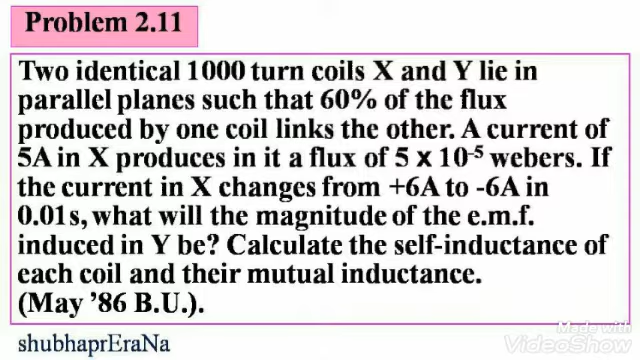 Problem 2.11
Two identical 1000 turn coils X and Y lie in
parallel planes such that 60% of the flux
produced by one coil links the other. A current of
5A in X produces in it a flux of 5 x 10⁻⁵ webers. If
the current in X changes from +6A to -6A in
0.01s, what will the magnitude of the e.m.f.
induced in Y be? Calculate the self-inductance of
each coil and their mutual inductance.
(May '86 B.U.).
shubhaprEraNa
Made with
VideoShow